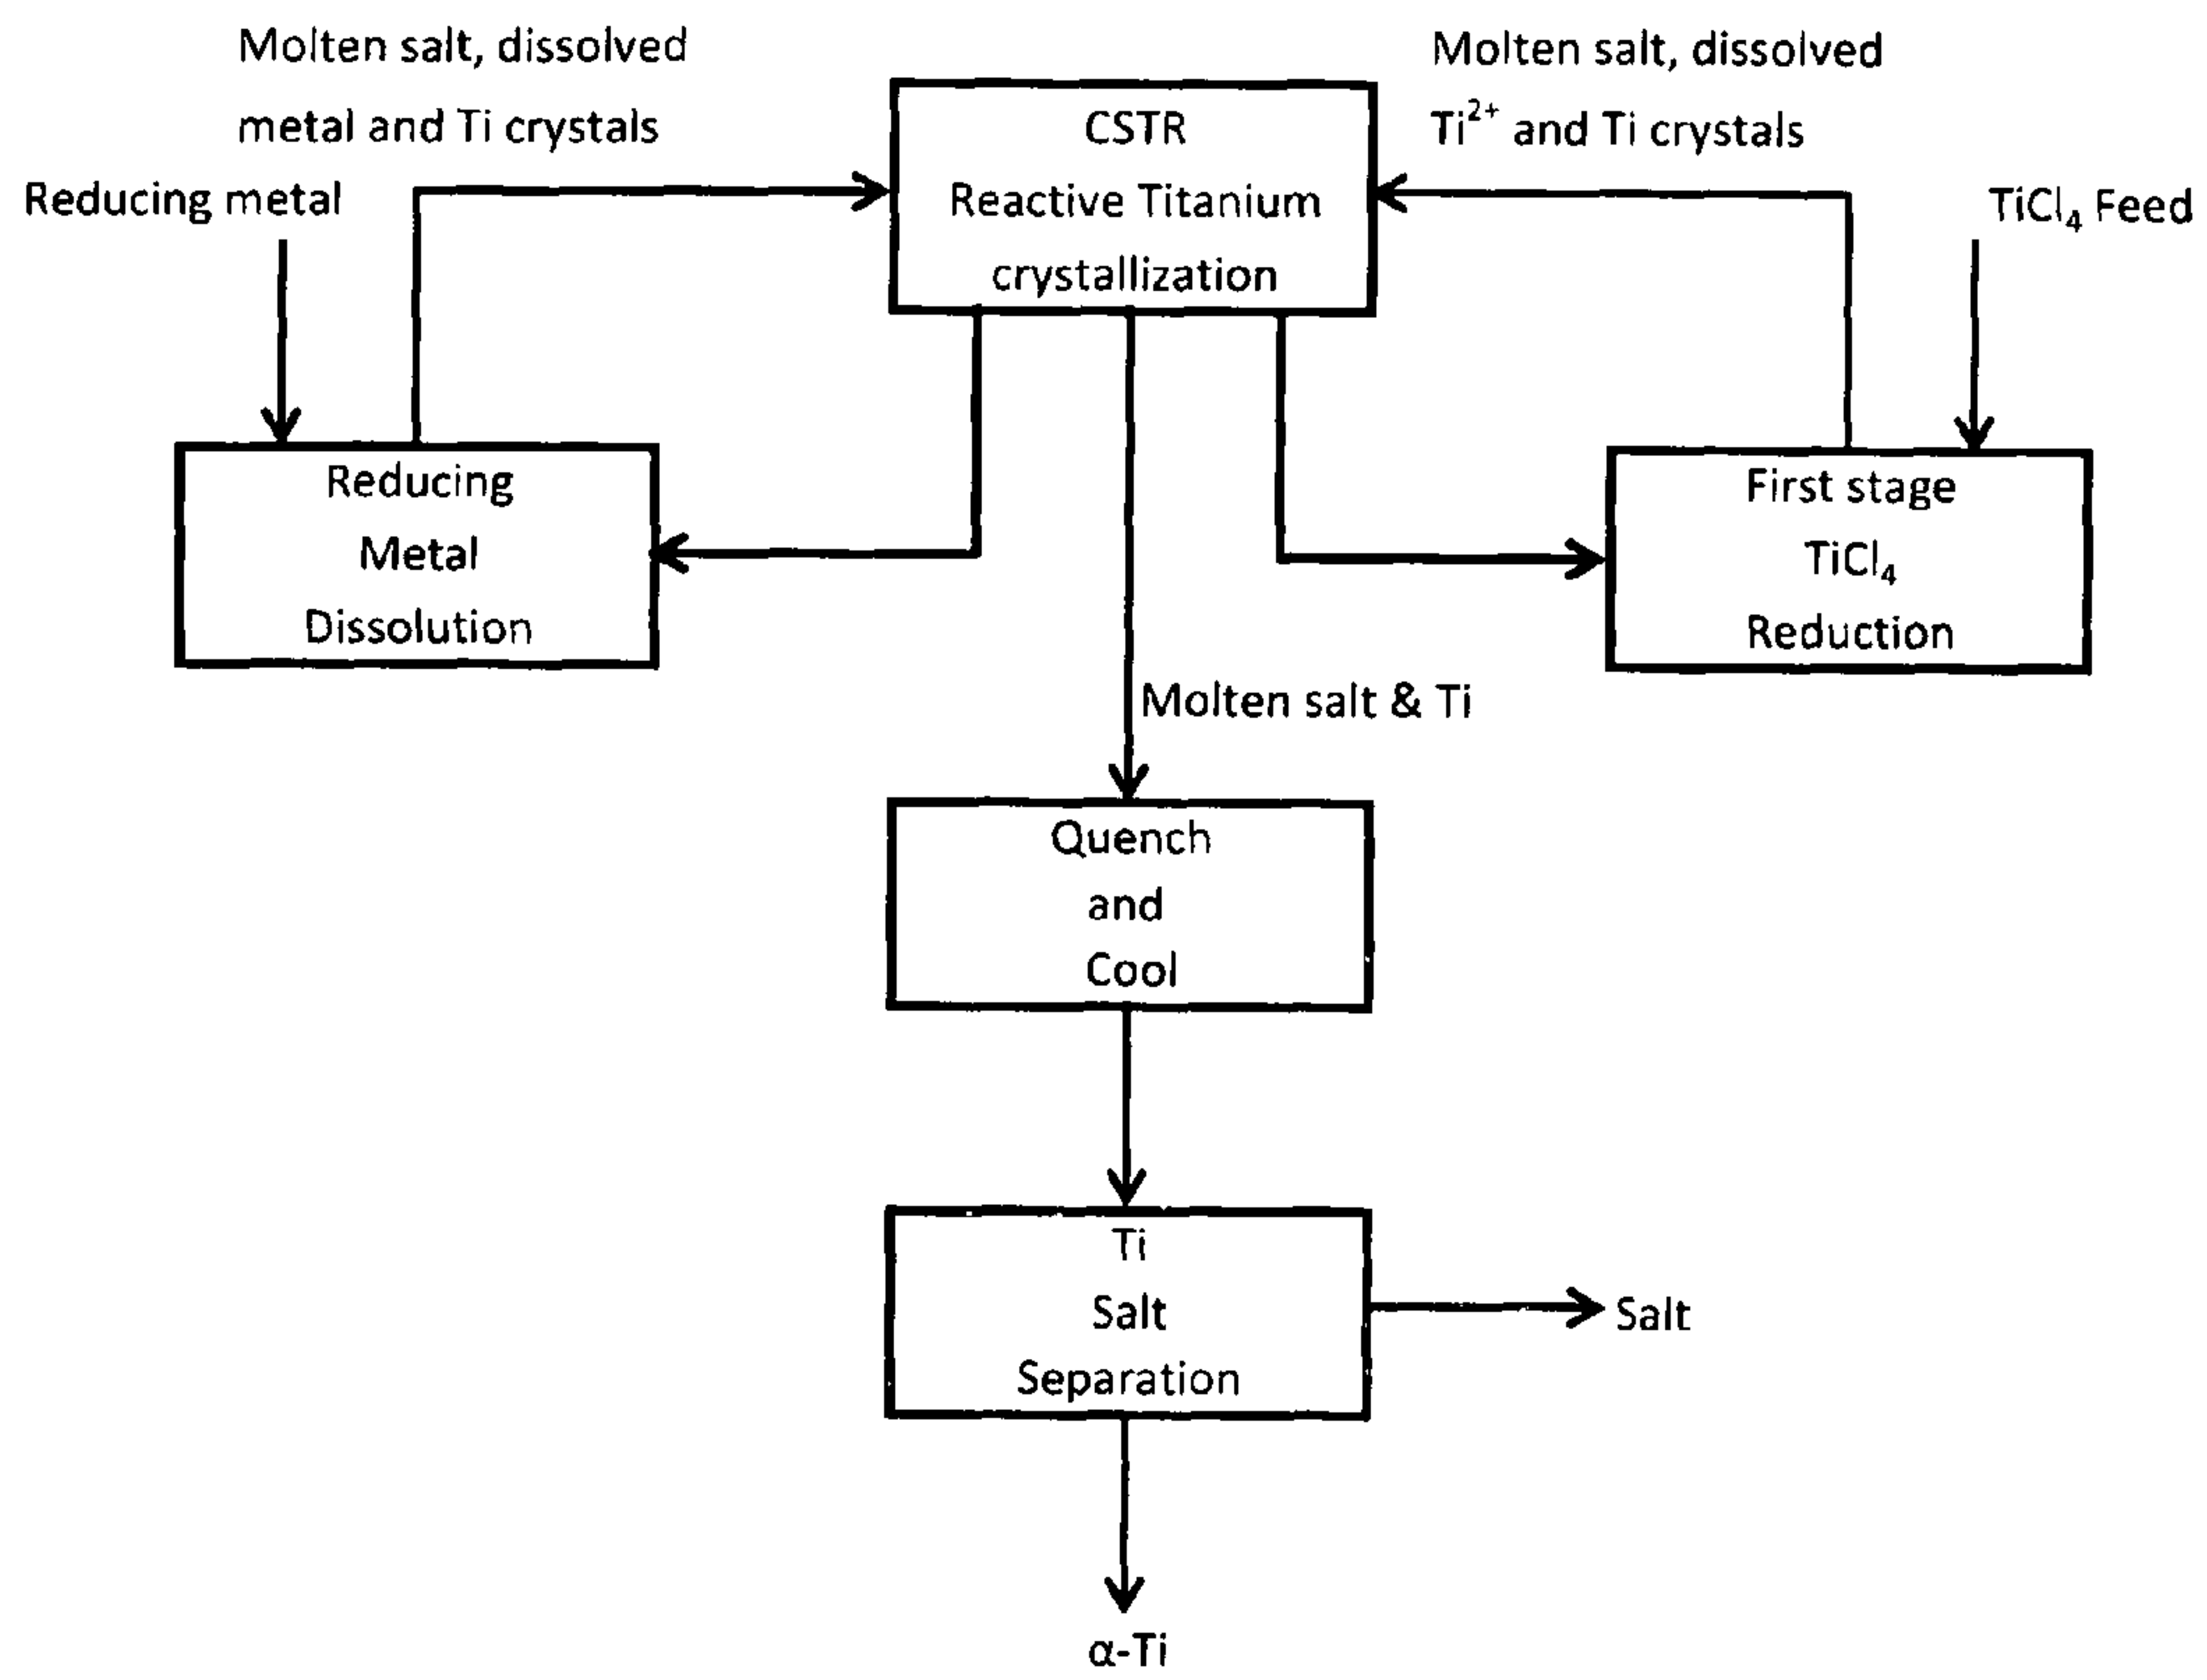 Molten salt, dissolved
metal and Ti crystals
Reducing metal
CSTR
Reactive Titanium
crystallization
Molten salt, dissolved
Ti²⁺ and Ti crystals
TiCl₄ Feed
Reducing
Metal
Dissolution
First stage
TiCl₄
Reduction
Molten salt & Ti
Quench
and
Cool
Ti
Salt
Separation
Salt
α-Ti